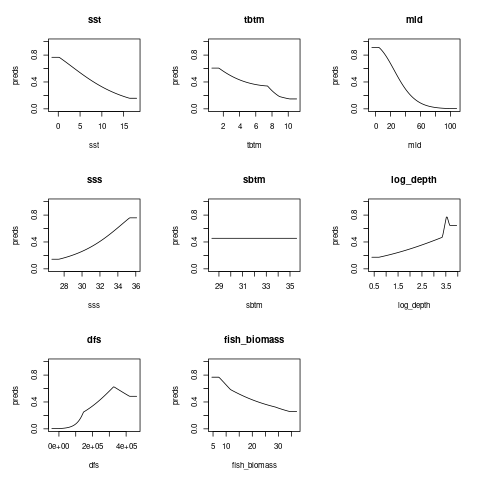 sst
preds
0.0 0.4 0.8
0 5 10 15
sst
tbtm
preds
0.0 0.4 0.8
2 4 6 8 10
tbtm
mld
preds
0.0 0.4 0.8
0 20 60 100
mld
sss
preds
0.0 0.4 0.8
28 30 32 34 36
sss
sbtm
preds
0.0 0.4 0.8
29 31 33 35
sbtm
log_depth
preds
0.0 0.4 0.8
0.5 1.5 2.5 3.5
log_depth
dfs
preds
0.0 0.4 0.8
0e+00 2e+05 4e+05
dfs
fish_biomass
preds
0.0 0.4 0.8
5 10 20 30
fish_biomass